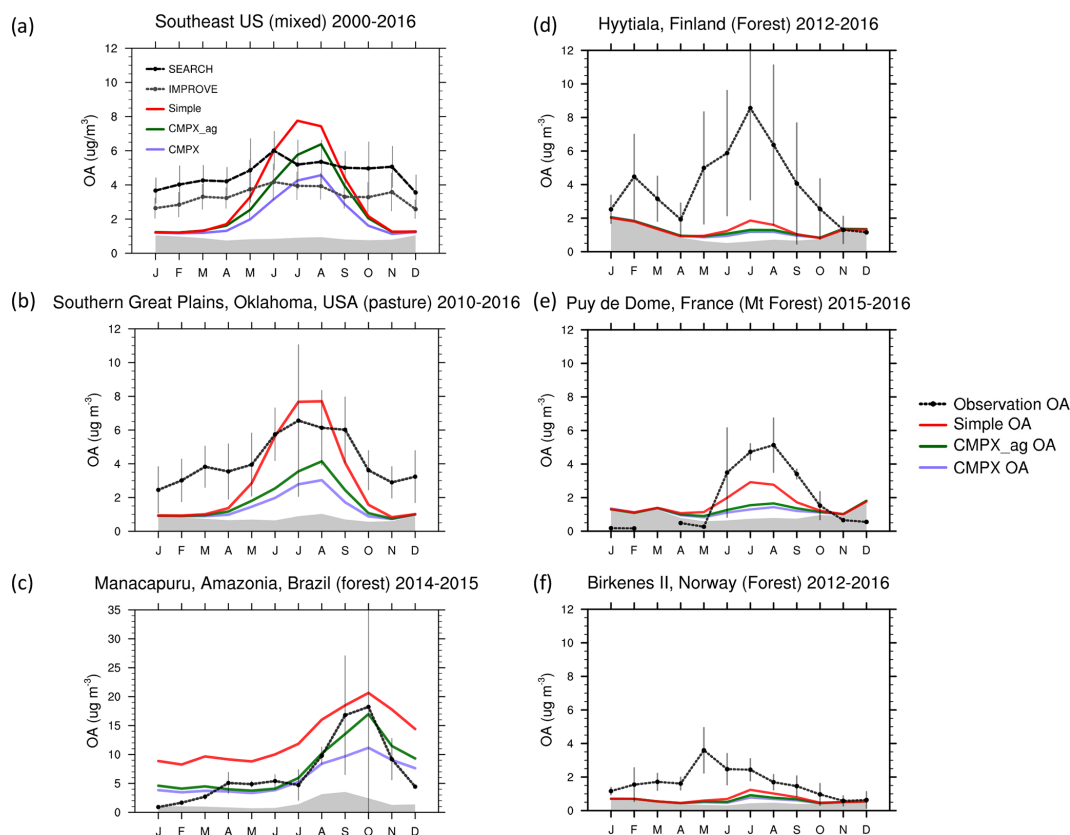 (a)
Southeast US (mixed) 2000-2016
12
10
8
6
4
2
0
OA (ug/m³)
SEARCH
IMPROVE
Simple
CMPX_ag
CMPX
J F M A M J J A S O N D
(b)
Southern Great Plains, Oklahoma, USA (pasture) 2010-2016
12
10
8
6
4
2
0
OA (ug m⁻³)
J F M A M J J A S O N D
(c)
Manacapuru, Amazonia, Brazil (forest) 2014-2015
35
30
25
20
15
10
5
0
OA (ug m⁻³)
J F M A M J J A S O N D
(d)
Hyytiala, Finland (Forest) 2012-2016
12
10
8
6
4
2
0
OA (ug m⁻³)
J F M A M J J A S O N D
(e)
Puy de Dome, France (Mt Forest) 2015-2016
12
10
8
6
4
2
0
OA (ug m⁻³)
J F M A M J J A S O N D
(f)
Birkenes II, Norway (Forest) 2012-2016
12
10
8
6
4
2
0
OA (ug m⁻³)
J F M A M J J A S O N D
Observation OA
Simple OA
CMPX_ag OA
CMPX OA